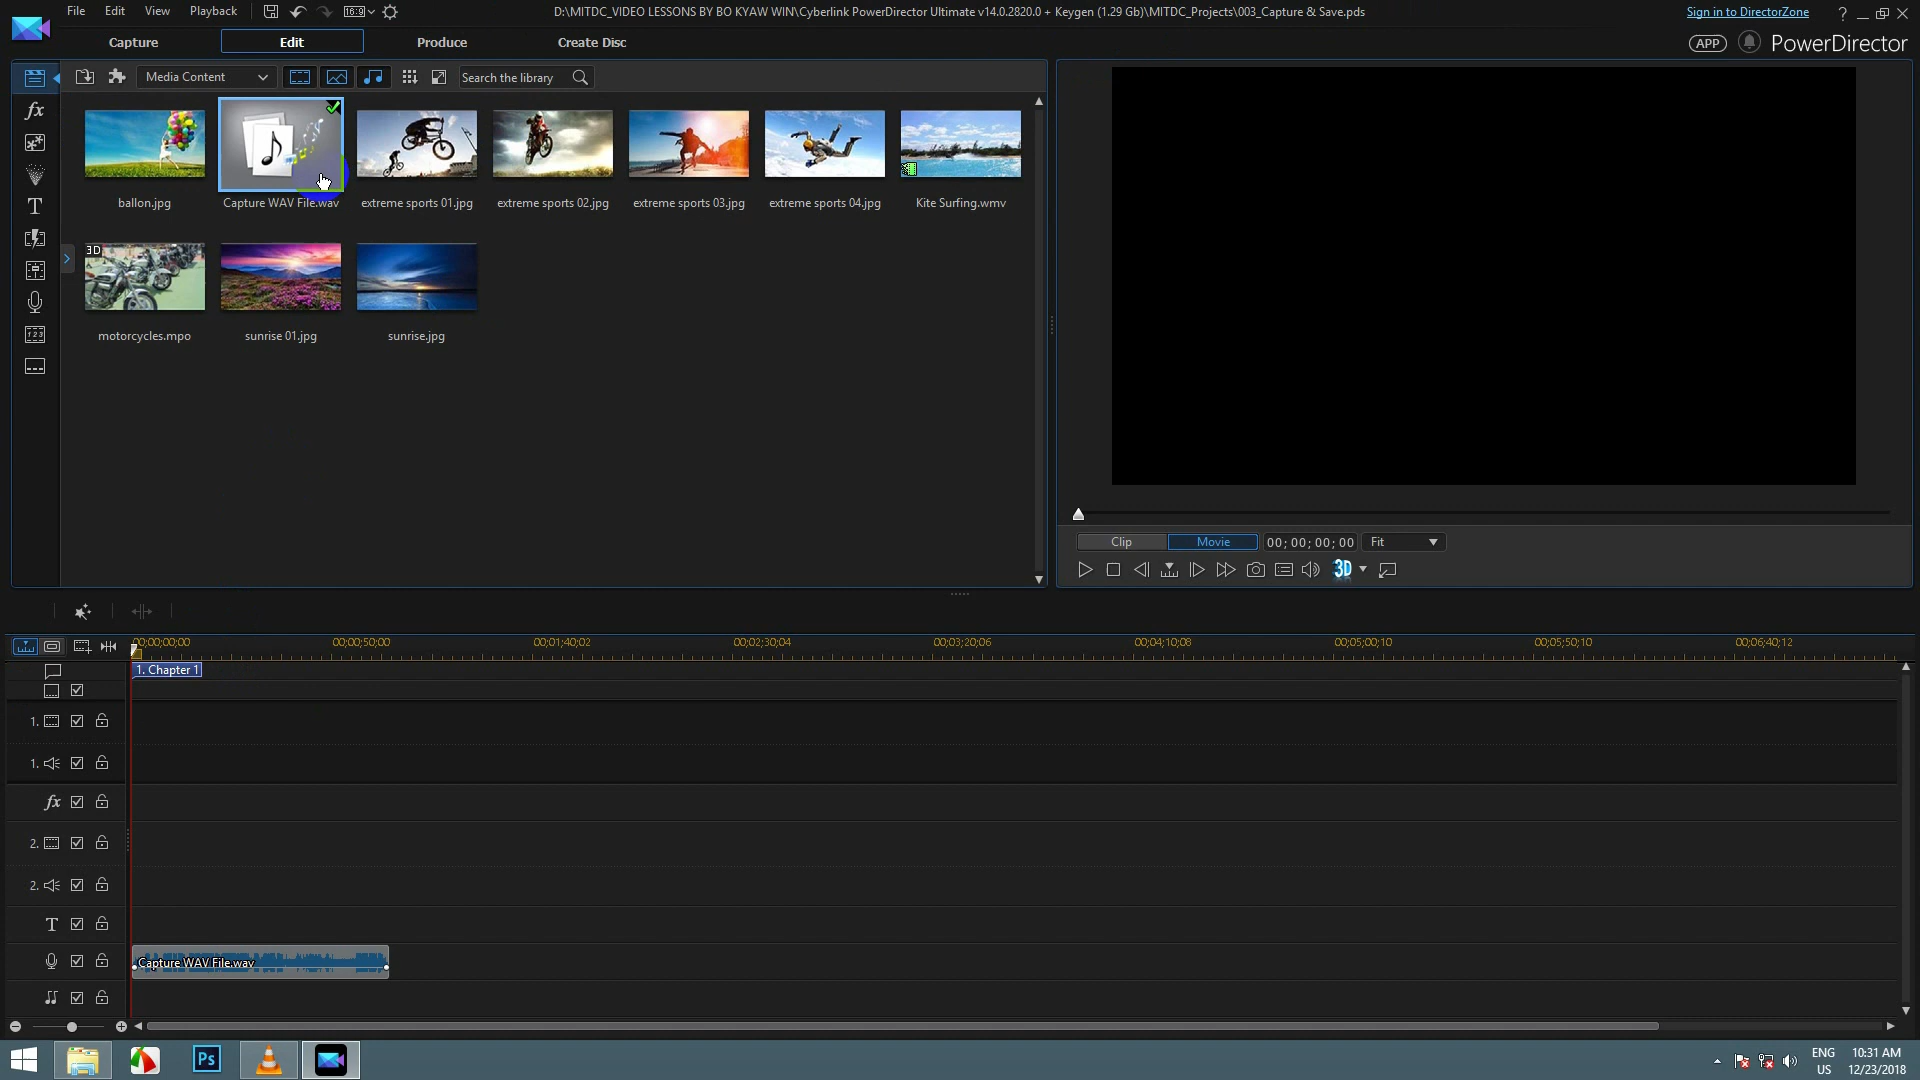 File Edit View Playback
D:\MITDC_VIDEO LESSONS BY BO KYAW WIN\Cyberlink PowerDirector Ultimate v14.0.2820.0 + Keygen (1.29 Gb)\MITDC_Projects\003_Capture & Save.pds
Sign in to DirectorZone
?
Capture Edit Produce Create Disc
APP PowerDirector
Media Content
Search the library
ballon.jpg Capture WAV File.wav extreme sports 01.jpg extreme sports 02.jpg extreme sports 03.jpg extreme sports 04.jpg Kite Surfing.wmv
3D
motorcycles.mpo sunrise 01.jpg sunrise.jpg
fx
T
16:9
123
Clip Movie 00; 00; 00; 00 Fit
3D
00;00;00;00 00;00;50;00 00;01;40;02 00;02;30;04 00;03;20;06 00;04;10;08 00;05;00;10 00;05;50;10 00;06;40;12
1. Chapter 1
1.
1.
fx
2.
2.
T
Capture WAV File.wav
Ps
ENG 10:31 AM
US 12/23/2018